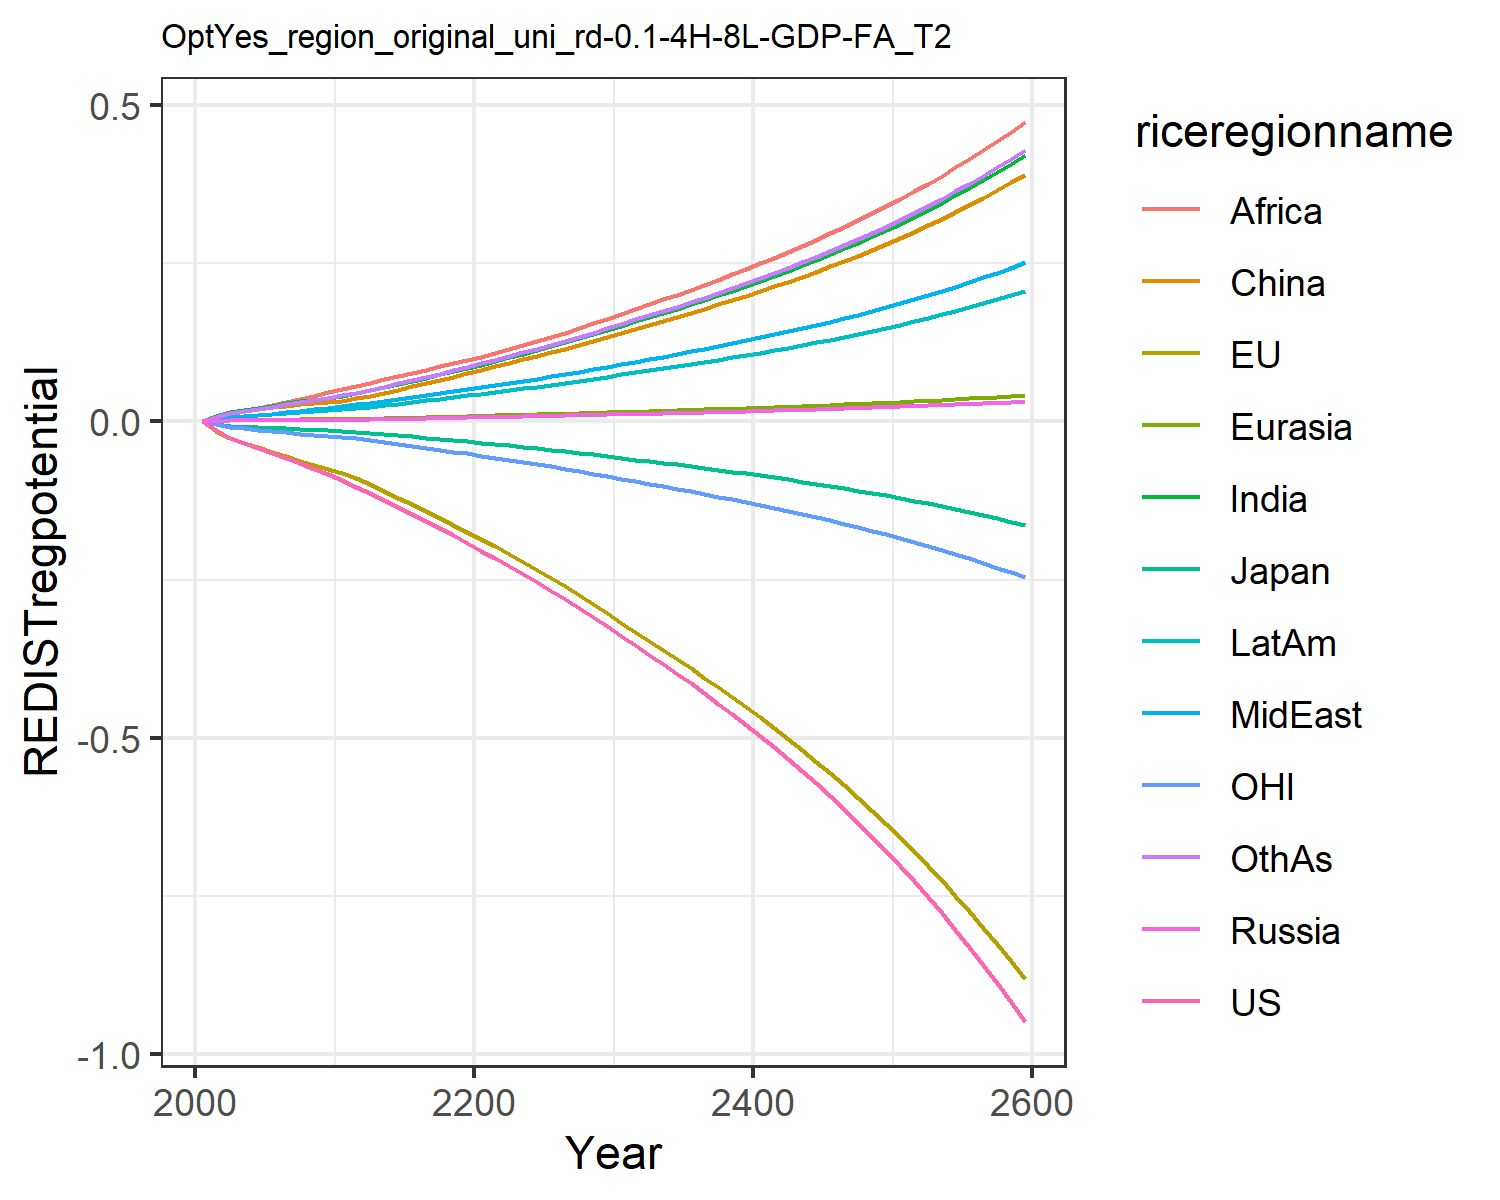 OptYes_region_original_uni_rd-0.1-4H-8L-GDP-FA_T2
0.5
0.0
-0.5
-1.0
REDISTregpotential
2000 2200 2400 2600
Year
riceregionname
Africa
China
EU
Eurasia
India
Japan
LatAm
MidEast
OHI
OthAs
Russia
US